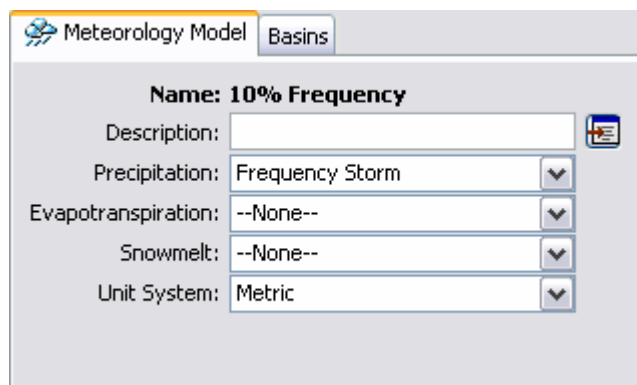 Meteorology Model Basins
Name: 10% Frequency
Description:
Precipitation: Frequency Storm
Evapotranspiration: --None--
Snowmelt: --None--
Unit System: Metric